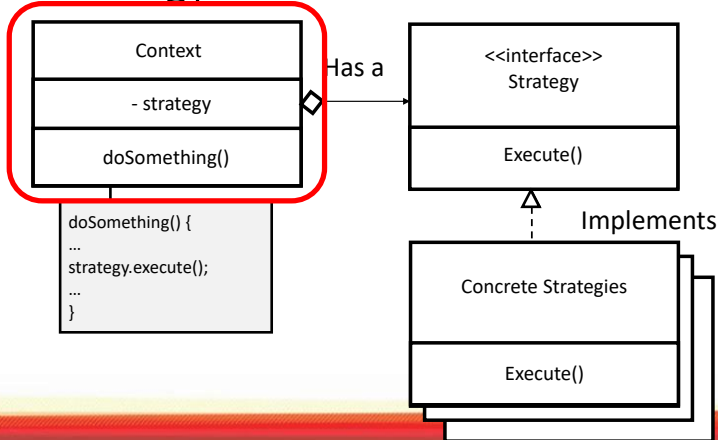 Context
- strategy
doSomething()
Has a
<<interface>>
Strategy
Execute()
doSomething() {
...
strategy.execute();
...
}
Implements
Concrete Strategies
Execute()